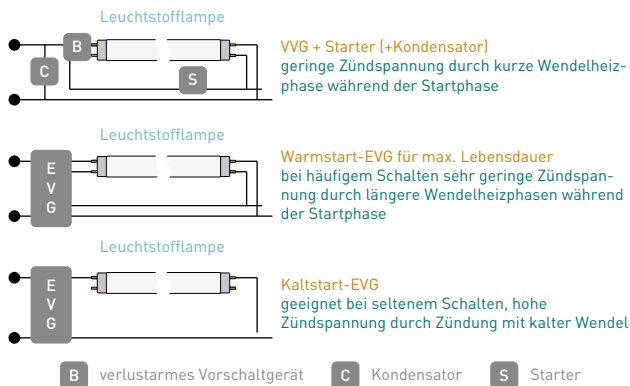 Leuchtstofflampe
B
C
S
VVG + Starter (+Kondensator)
geringe Zündspannung durch kurze Wendelheiz-
phase während der Startphase
Leuchtstofflampe
E
V
G
Warmstart-EVG für max. Lebensdauer
bei häufigem Schalten sehr geringe Zündspan-
nung durch längere Wendelheizphasen während
der Startphase
Leuchtstofflampe
E
V
G
Kaltstart-EVG
geeignet bei seltenem Schalten, hohe
Zündspannung durch Zündung mit kalter Wendel
B verlustarmes Vorschaltgerät C Kondensator S Starter